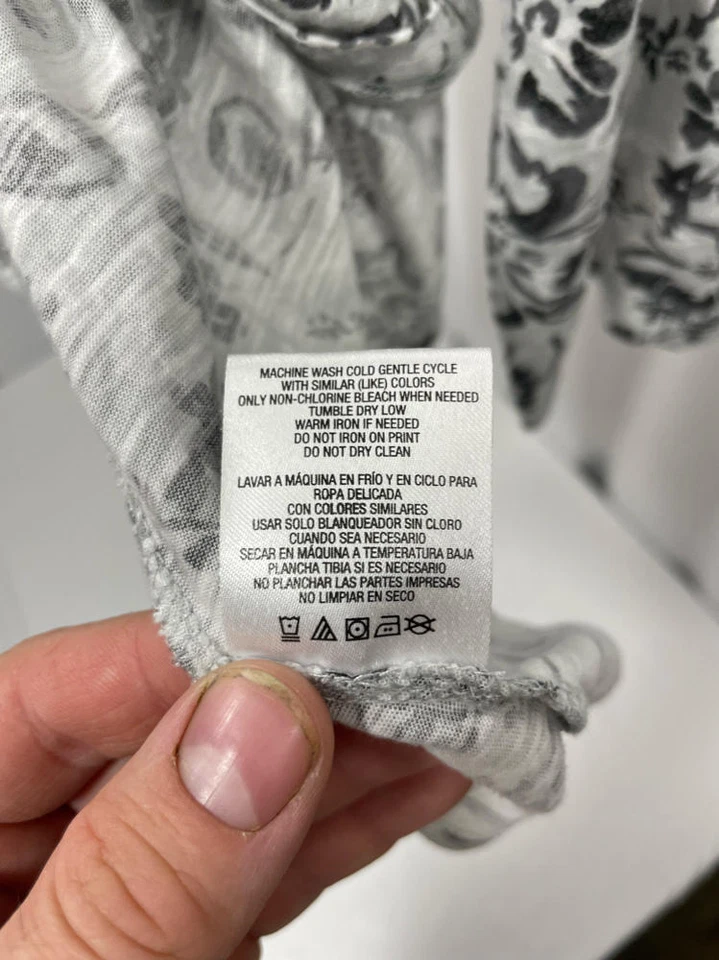 MACHINE WASH COLD GENTLE CYCLE
WITH SIMILAR (LIKE) COLORS
ONLY NON-CHLORINE BLEACH WHEN NEEDED
TUMBLE DRY LOW
WARM IRON IF NEEDED
DO NOT IRON ON PRINT
DO NOT DRY CLEAN
LAVAR A MÁQUINA EN FRÍO Y EN CICLO PARA
ROPA DELICADA
CON COLORES SIMILARES
USAR SOLO BLANQUEADOR SIN CLORO
CUANDO SEA NECESARIO
SECAR EN MÁQUINA A TEMPERATURA BAJA
PLANCHA TIBIA SI ES NECESARIO
NO PLANCHAR LAS PARTES IMPRESAS
NO LIMPIAR EN SECO